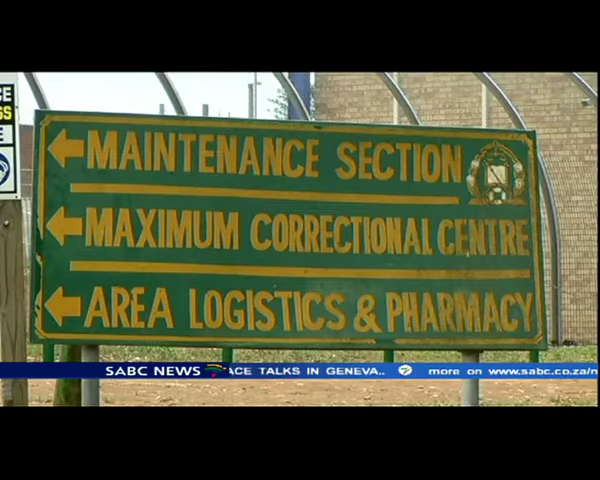 MAINTENANCE SECTION
MAXIMUM CORRECTIONAL CENTRE
AREA LOGISTICS & PHARMACY
SABC NEWS
ACE TALKS IN GENEVA.. more on www.sabc.co.za/n